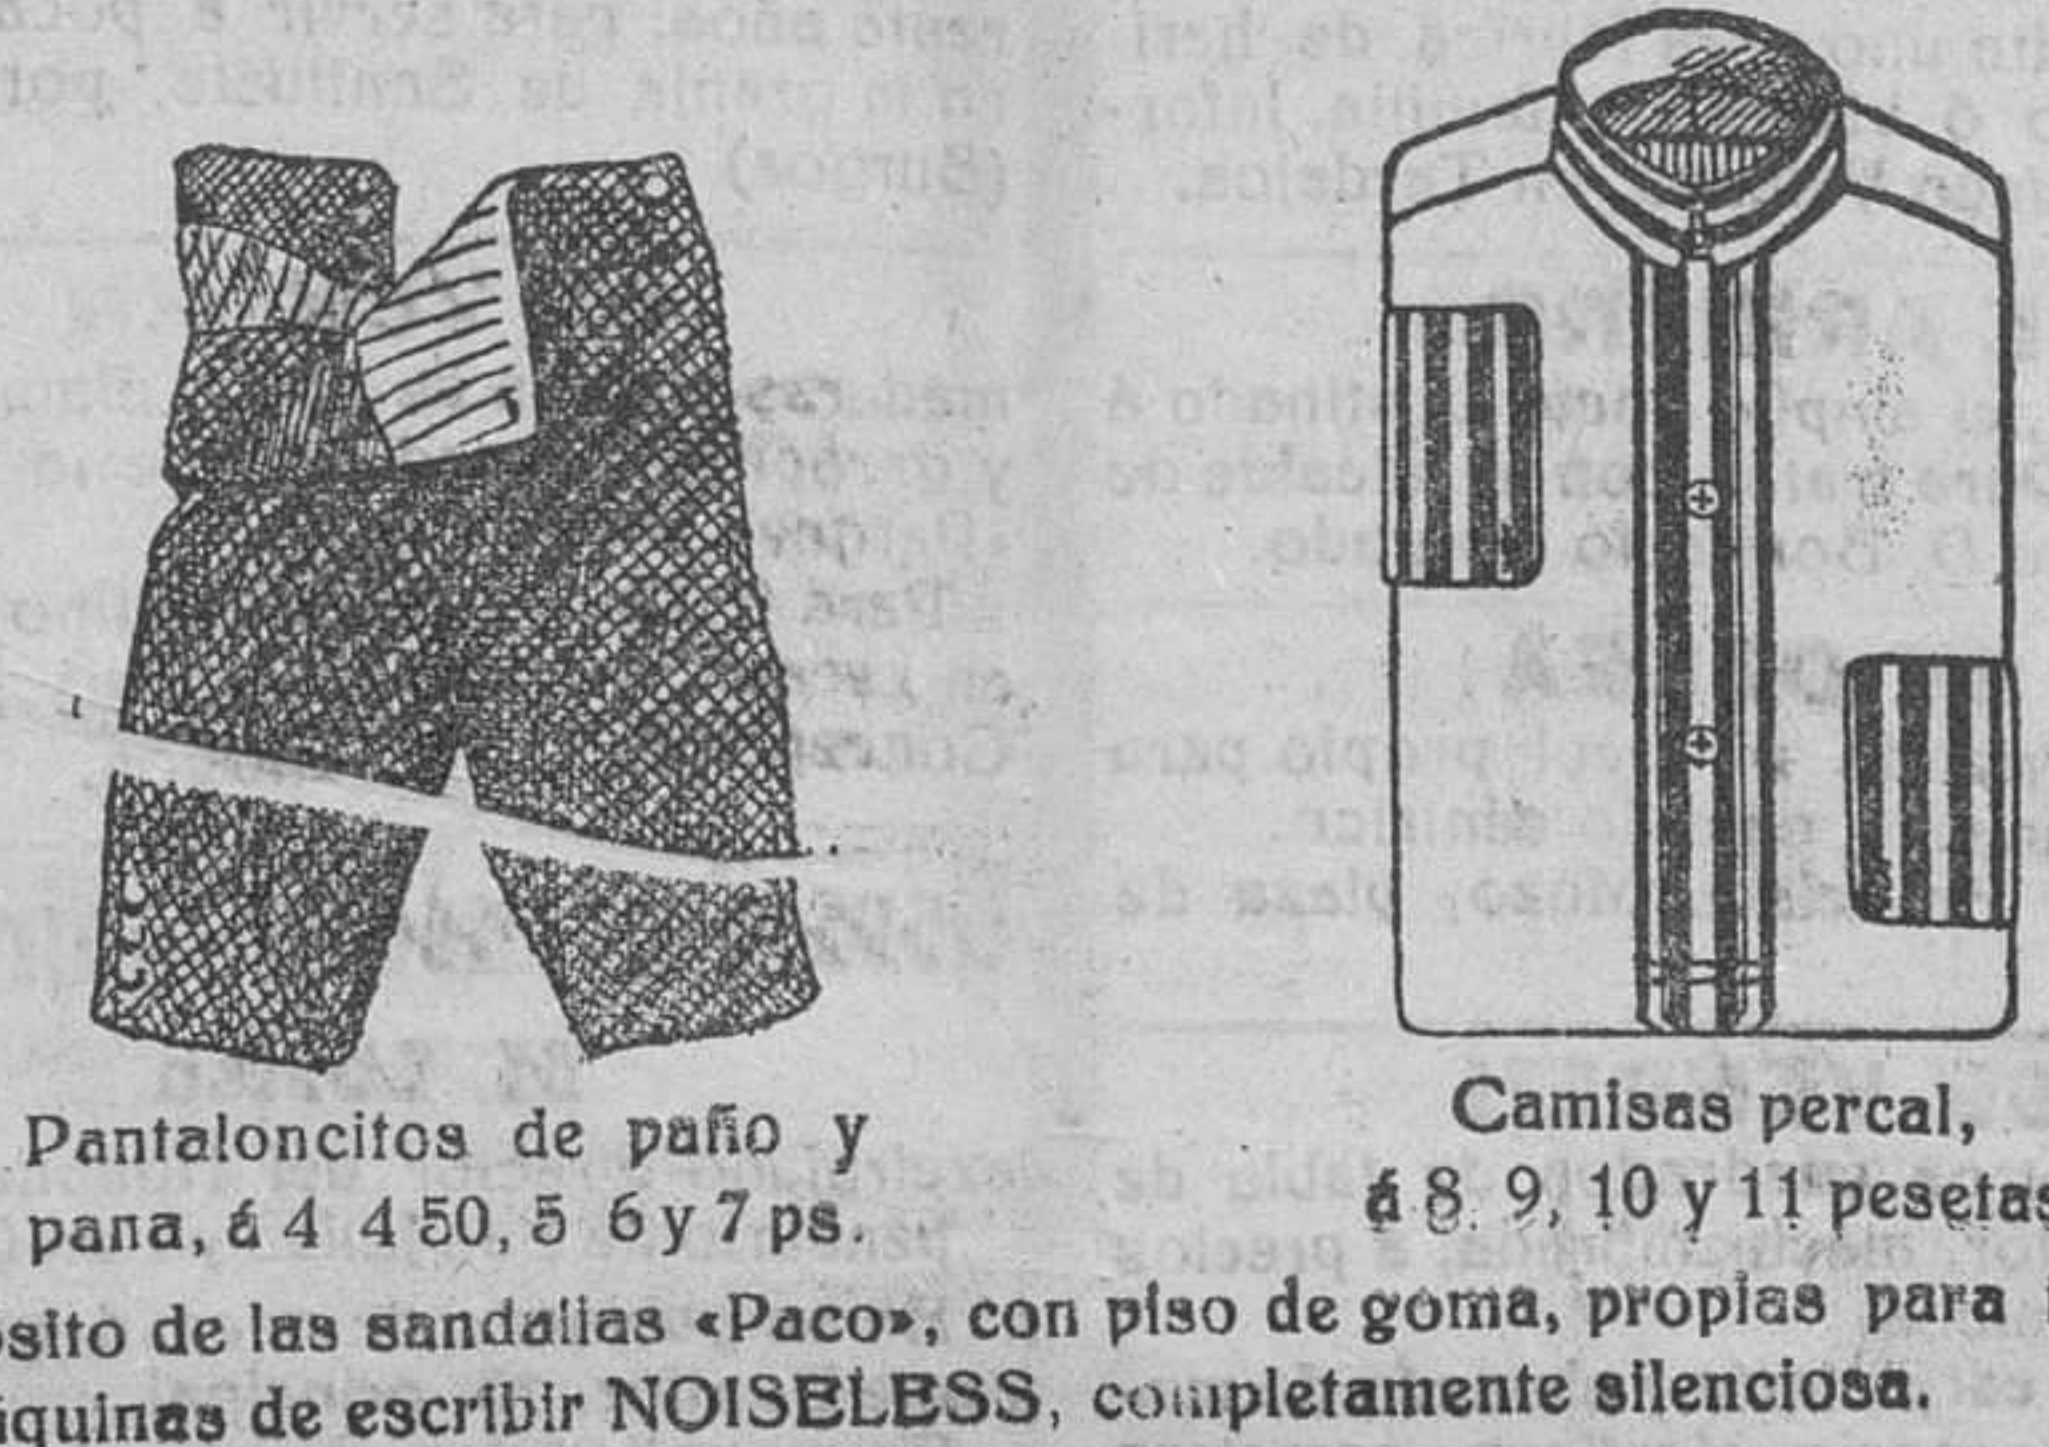 Pantaloncitos de paño y
pana, á 4 4 50, 5 6 y 7 ps.
Camisas percal,
á 8. 9, 10 y 11 pesetas
ósito de las sandalias «Paco», con piso de goma, propias para
quinas de escribir NOISELESS, completamente silenciosa.